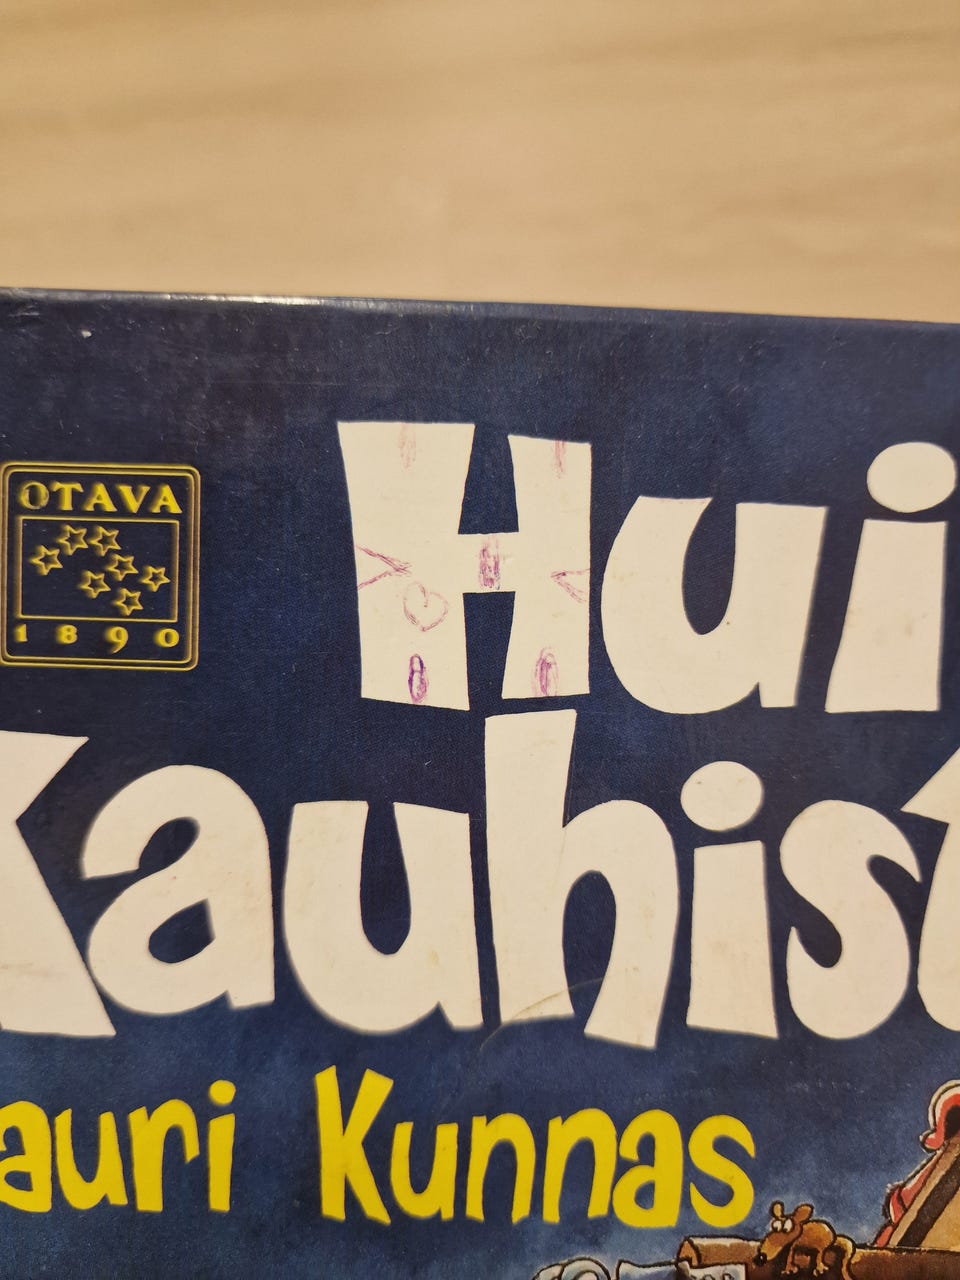 OTAVA
1890
Hui
Kauhist
auri Kunnas